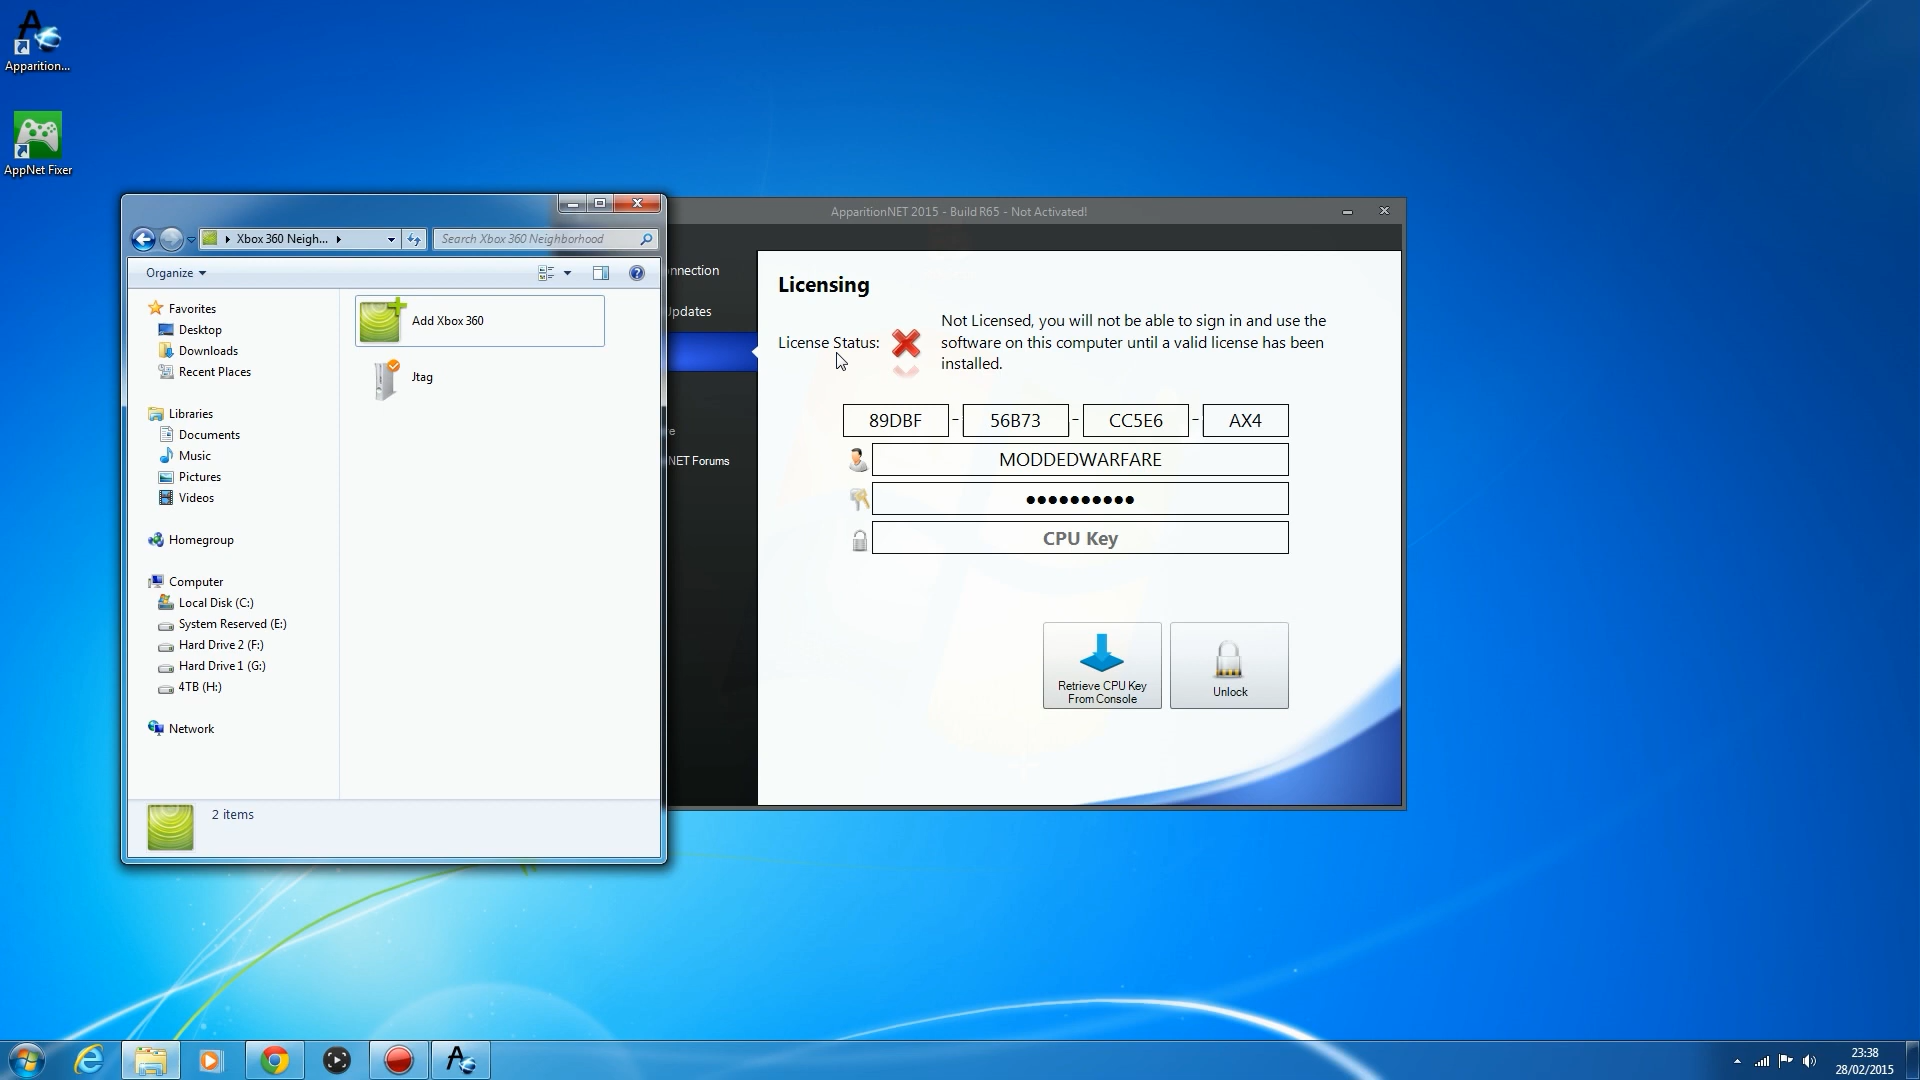 Apparition...
AppNet Fixer
Xbox 360 Neigh...
Search Xbox 360 Neighborhood
Organize
Favorites
Desktop
Downloads
Recent Places
Libraries
Documents
Music
Pictures
Videos
Homegroup
Computer
Local Disk (C:)
System Reserved (E:)
Hard Drive 2 (F:)
Hard Drive 1 (G:)
4TB (H:)
Network
Add Xbox 360
Jtag
2 items
ApparitionNET 2015 - Build R65 - Not Activated!
nnection
Updates
e
NET Forums
Licensing
License Status:
Not Licensed, you will not be able to sign in and use the
software on this computer until a valid license has been
installed.
89DBF - 56B73 - CC5E6 - AX4
MODDEDWARFARE
●●●●●●●●●●
CPU Key
Retrieve CPU Key
From Console
Unlock
23:38
28/02/2015